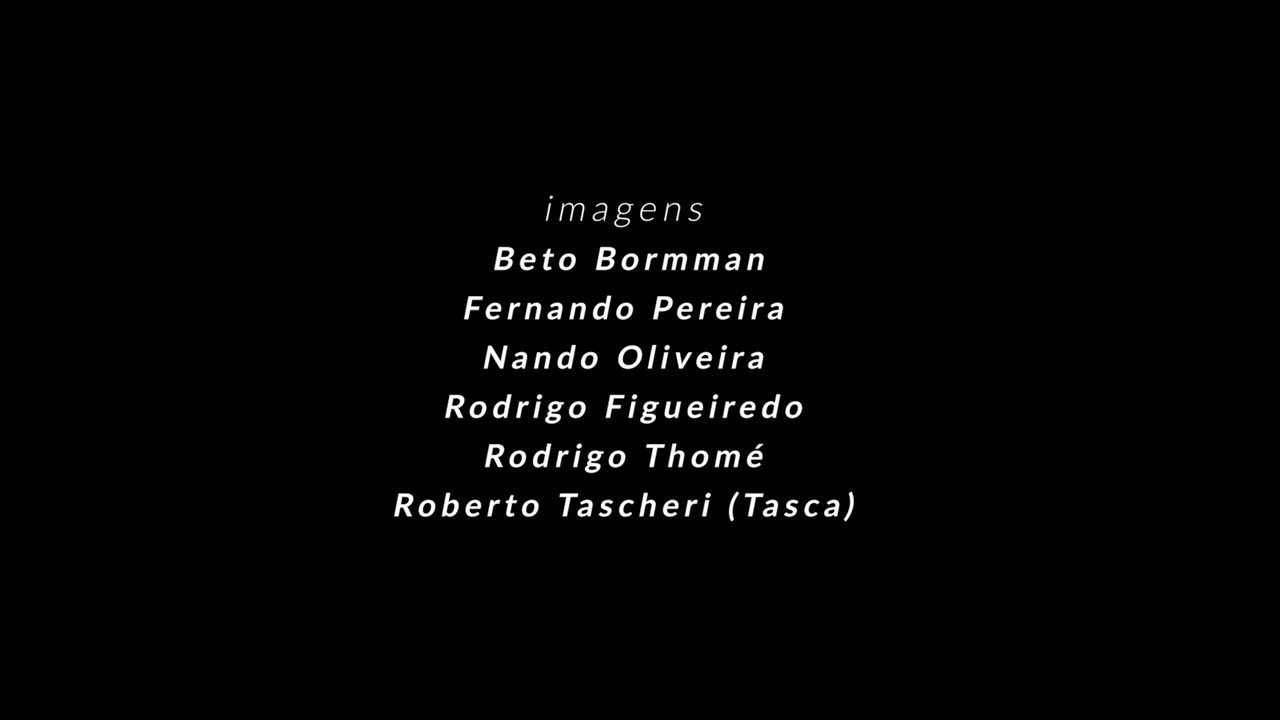 imagens
Beto Bormman
Fernando Pereira
Nando Oliveira
Rodrigo Figueiredo
Rodrigo Thomé
Roberto Tascheri (Tasca)